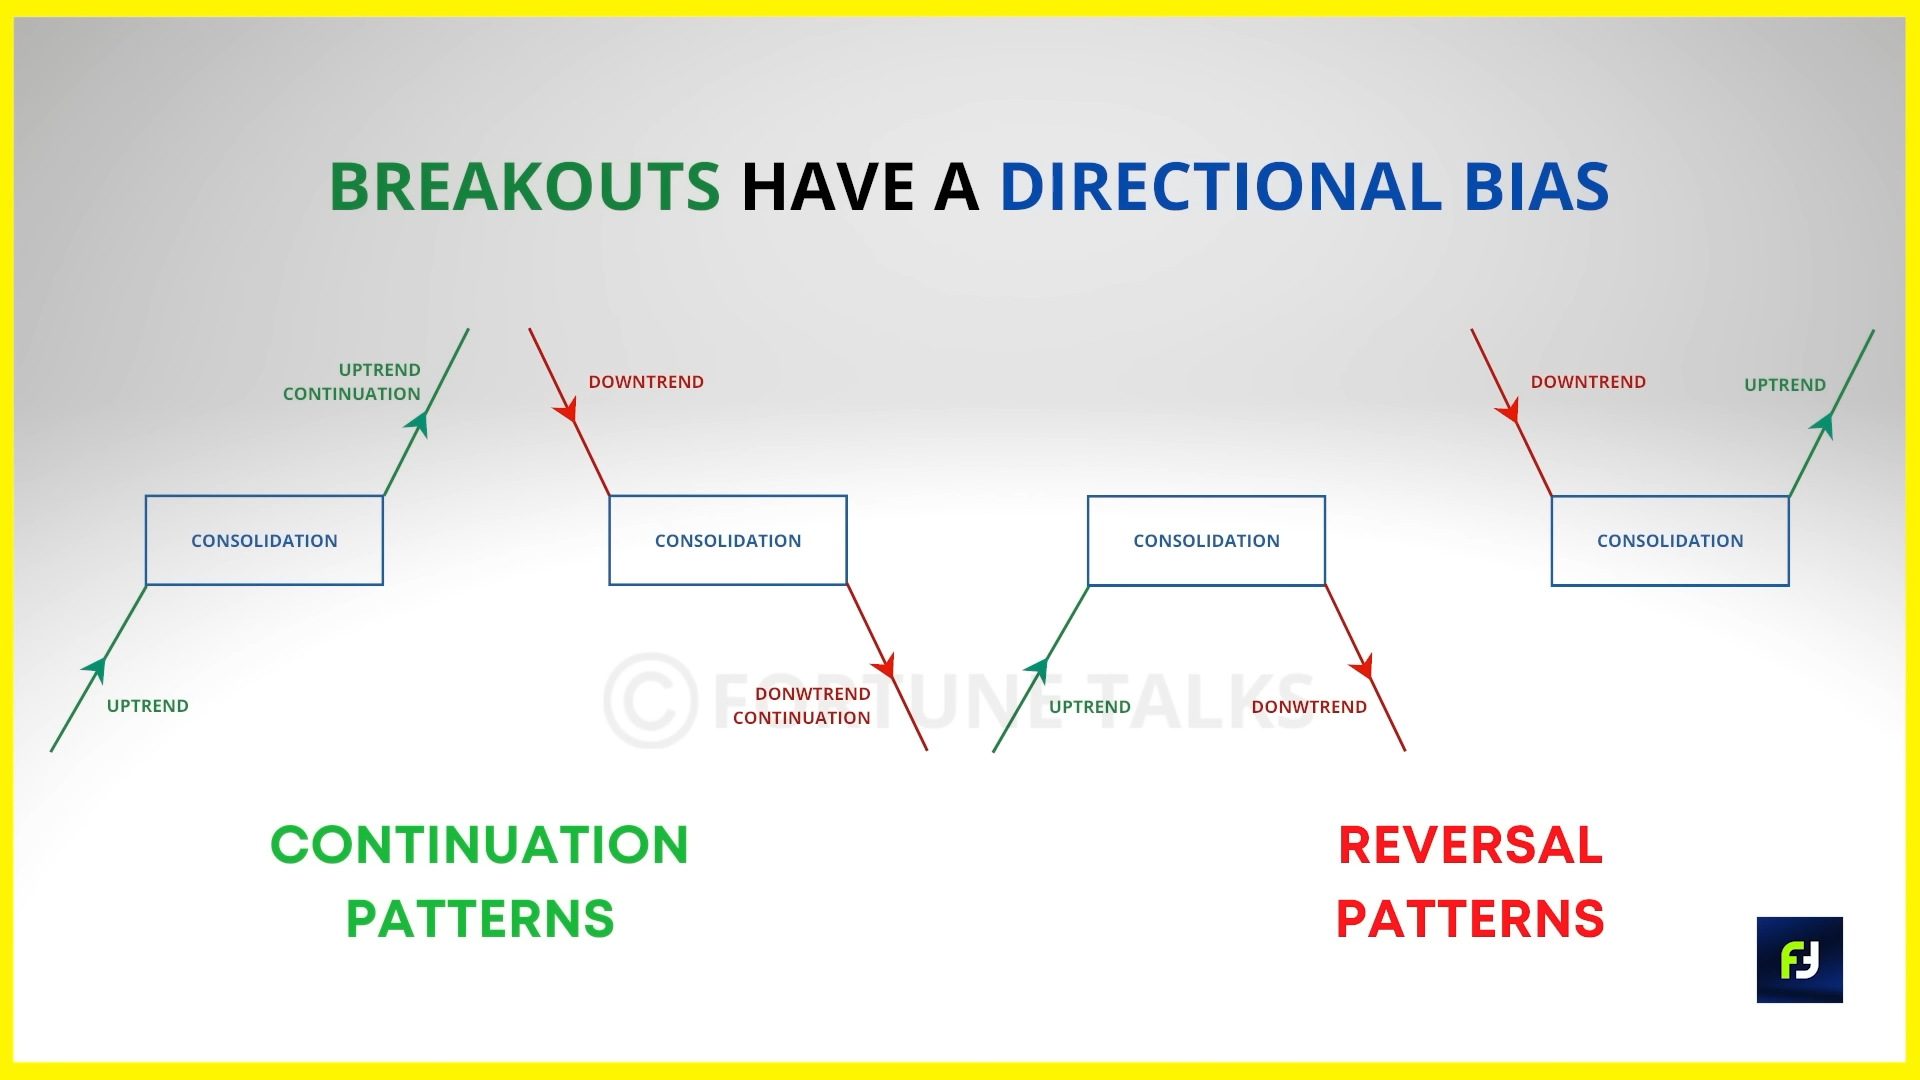 BREAKOUTS HAVE A DIRECTIONAL BIAS
UPTREND
CONTINUATION
CONSOLIDATION
UPTREND
DOWNTREND
CONSOLIDATION
DONWTREND
CONTINUATION
CONSOLIDATION
UPTREND
DONWTREND
DOWNTREND
UPTREND
CONSOLIDATION
© FORTUNE TALKS
CONTINUATION
PATTERNS
REVERSAL
PATTERNS